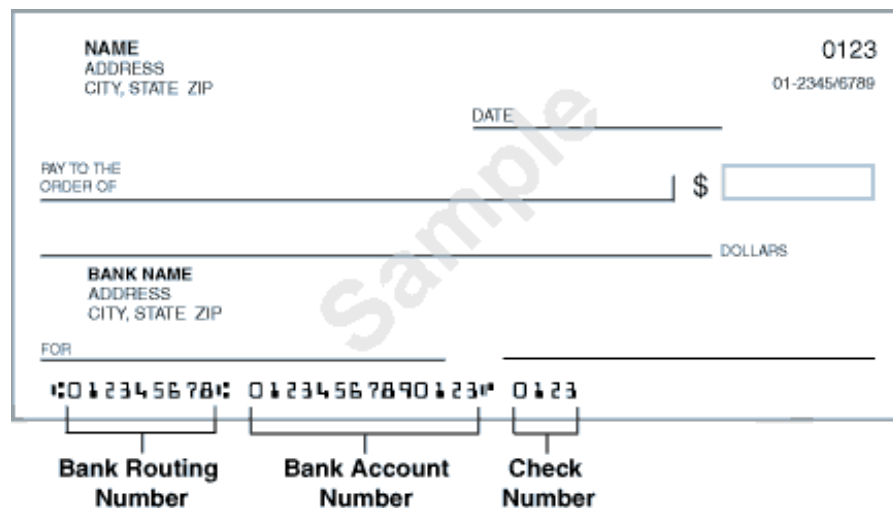 NAME
ADDRESS
CITY, STATE ZIP
0123
01-2345/6789
DATE
PAY TO THE
ORDER OF
$
DOLLARS
Sample
BANK NAME
ADDRESS
CITY, STATE ZIP
FOR
⑆012345678⑆ 01234567890123⑈ 0123
Bank Routing Number
Bank Account Number
Check Number